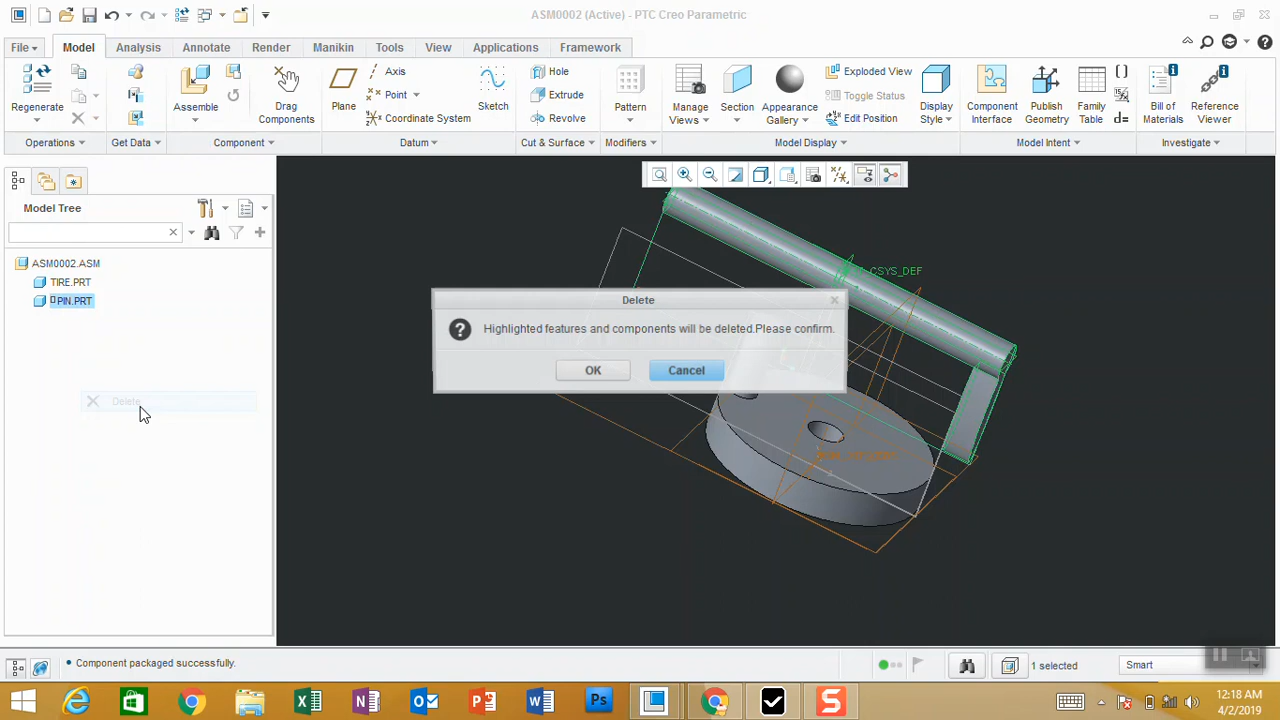 ASM0002 (Active) - PTC Creo Parametric
File Model Analysis Annotate Render Manikin Tools View Applications Framework
Regenerate
Assemble
Drag Components
Plane
Axis
Point
Coordinate System
Sketch
Hole
Extrude
Revolve
Pattern
Manage Views
Section
Appearance Gallery
Exploded View
Toggle Status
Edit Position
Display Style
Component Interface
Publish Geometry
Family Table
d=
Bill of Materials
Reference Viewer
Operations Get Data Component Datum Cut & Surface Modifiers Model Display Model Intent Investigate
Model Tree
ASM0002.ASM
TIRE.PRT
PIN.PRT
Delete
CSYS_DEF
Delete
Highlighted features and components will be deleted.Please confirm.
OK Cancel
Component packaged successfully.
1 selected
Smart
Ps
12:18 AM
4/2/2019